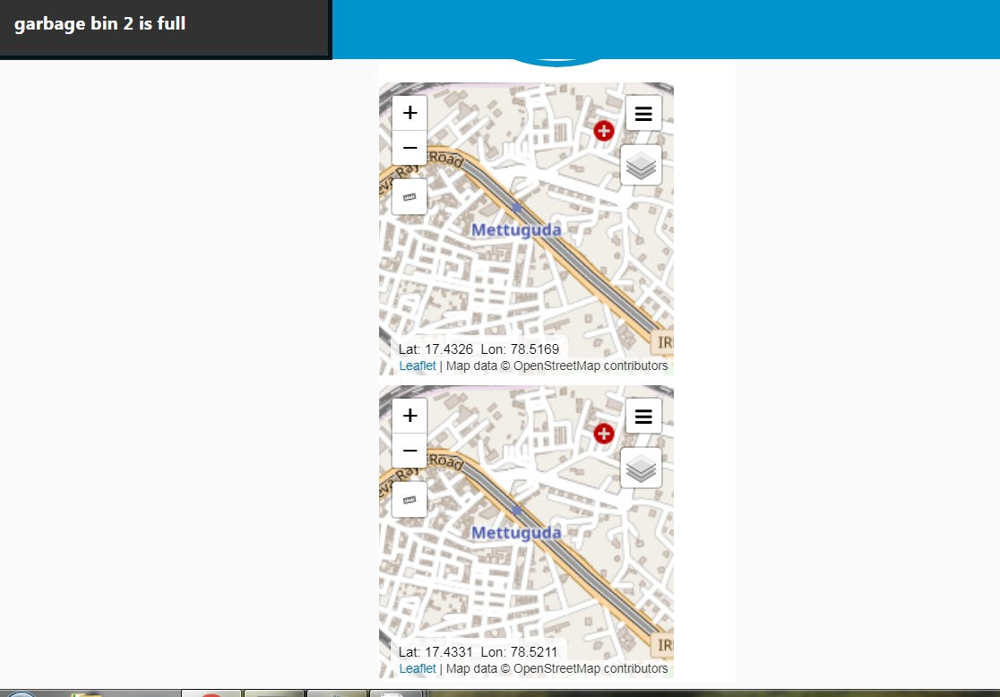 garbage bin 2 is full
+
−
Road
Mettuguda
Lat: 17.4326 Lon: 78.5169
Leaflet | Map data © OpenStreetMap contributors
+
−
Road
Mettuguda
Lat: 17.4331 Lon: 78.5211
Leaflet | Map data © OpenStreetMap contributors